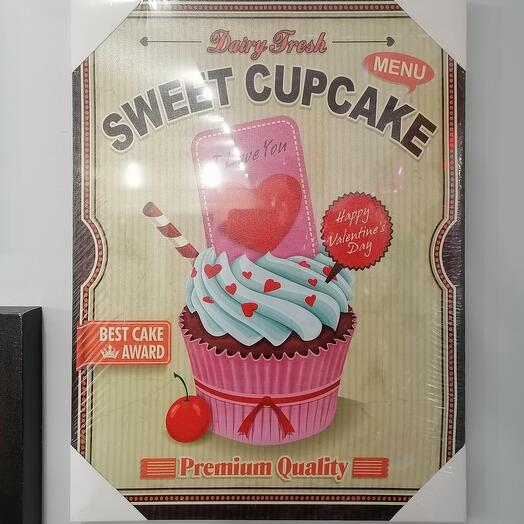 Dairy Fresh
SWEET CUPCAKE
MENU
I Love You
Happy
Valentine's
Day
BEST CAKE
AWARD
Premium Quality